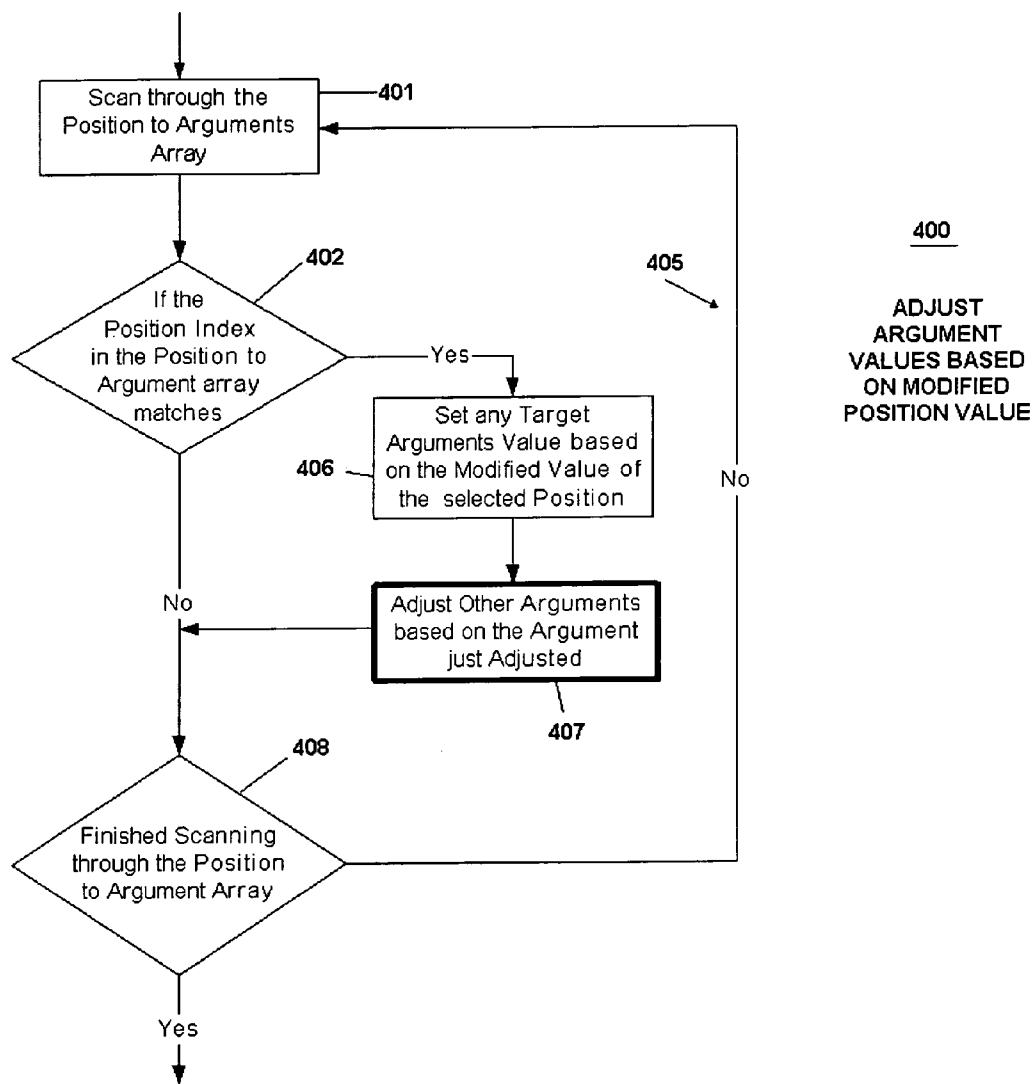 Scan through the
Position to Arguments
Array
401
402
If the
Position Index
in the Position to
Argument array
matches
Yes
405
400
ADJUST
ARGUMENT
VALUES BASED
ON MODIFIED
POSITION VALUE
Set any Target
Arguments Value based
on the Modified Value of
the selected Position
406
No
No
Adjust Other Arguments
based on the Argument
just Adjusted
407
408
Finished Scanning
through the Position
to Argument Array
Yes